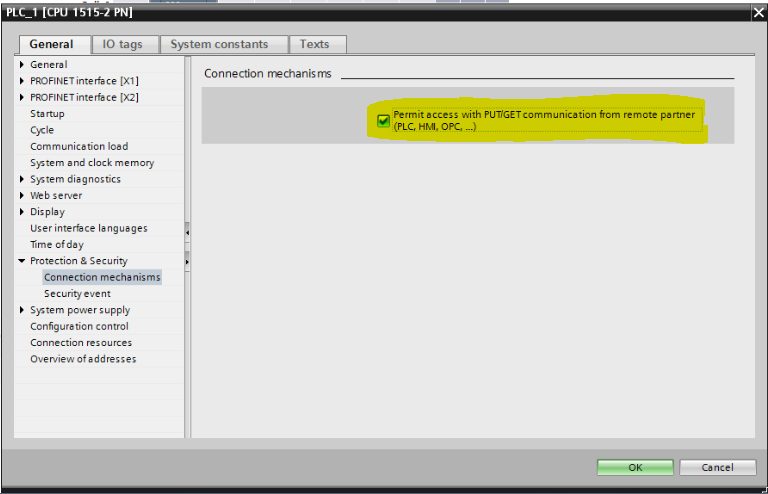 PLC_1 [CPU 1515-2 PN]
General
IO tags
System constants
Texts
General
PROFINET interface [X1]
PROFINET interface [X2]
Startup
Cycle
Communication load
System and clock memory
System diagnostics
Web server
Display
User interface languages
Time of day
Protection & Security
Connection mechanisms
Security event
System power supply
Configuration control
Connection resources
Overview of addresses
Connection mechanisms
Permit access with PUT/GET communication from remote partner
(PLC, HMI, OPC, ...)
OK
Cancel